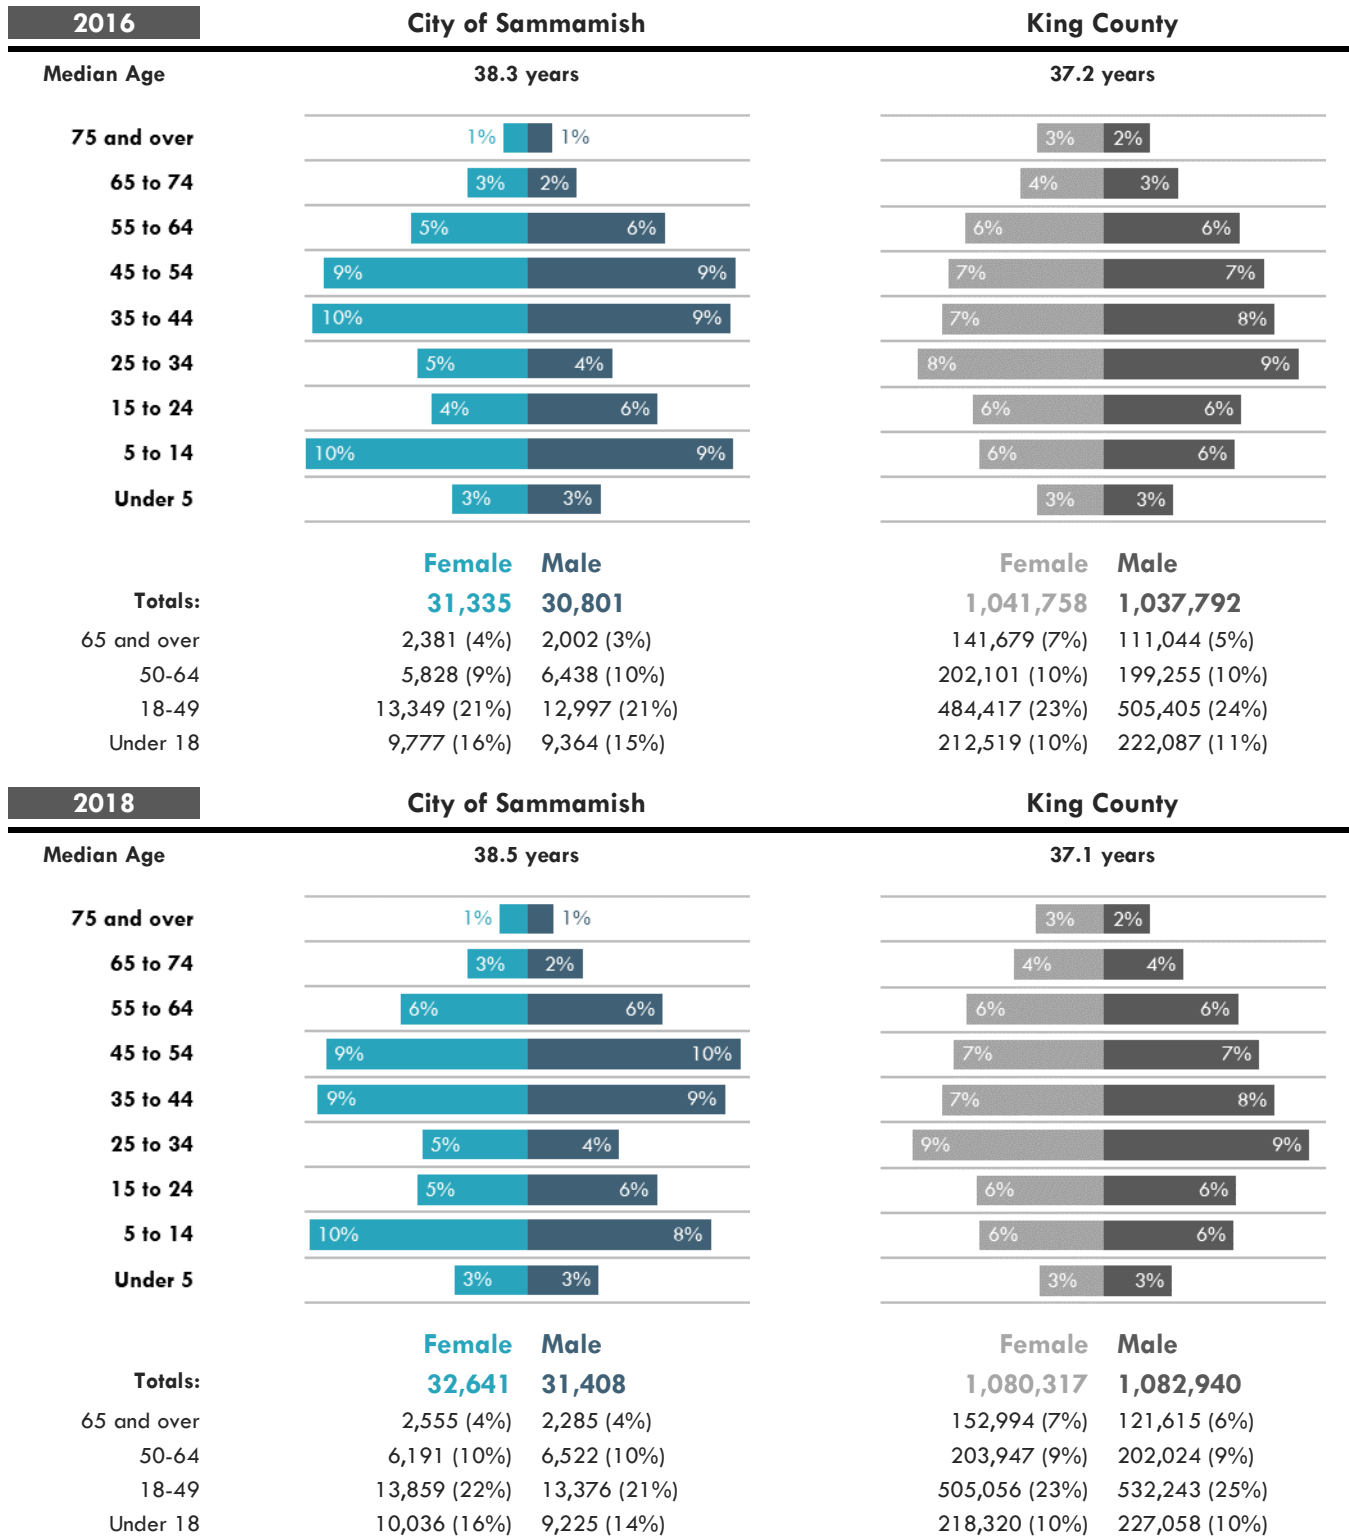 2016 City of Sammamish King County
Median Age 38.3 years 37.2 years
75 and over 1% 1% 3% 2%
65 to 74 3% 2% 4% 3%
55 to 64 5% 6% 6% 6%
45 to 54 9% 9% 7% 7%
35 to 44 10% 9% 7% 8%
25 to 34 5% 4% 8% 9%
15 to 24 4% 6% 6% 6%
5 to 14 10% 9% 6% 6%
Under 5 3% 3% 3% 3%
Female Male Female Male
Totals: 31,335 30,801 1,041,758 1,037,792
65 and over 2,381 (4%) 2,002 (3%) 141,679 (7%) 111,044 (5%)
50-64 5,828 (9%) 6,438 (10%) 202,101 (10%) 199,255 (10%)
18-49 13,349 (21%) 12,997 (21%) 484,417 (23%) 505,405 (24%)
Under 18 9,777 (16%) 9,364 (15%) 212,519 (10%) 222,087 (11%)
2018 City of Sammamish King County
Median Age 38.5 years 37.1 years
75 and over 1% 1% 3% 2%
65 to 74 3% 2% 4% 4%
55 to 64 6% 6% 6% 6%
45 to 54 9% 10% 7% 7%
35 to 44 9% 9% 7% 8%
25 to 34 5% 4% 9% 9%
15 to 24 5% 6% 6% 6%
5 to 14 10% 8% 6% 6%
Under 5 3% 3% 3% 3%
Female Male Female Male
Totals: 32,641 31,408 1,080,317 1,082,940
65 and over 2,555 (4%) 2,285 (4%) 152,994 (7%) 121,615 (6%)
50-64 6,191 (10%) 6,522 (10%) 203,947 (9%) 202,024 (9%)
18-49 13,859 (22%) 13,376 (21%) 505,056 (23%) 532,243 (25%)
Under 18 10,036 (16%) 9,225 (14%) 218,320 (10%) 227,058 (10%)